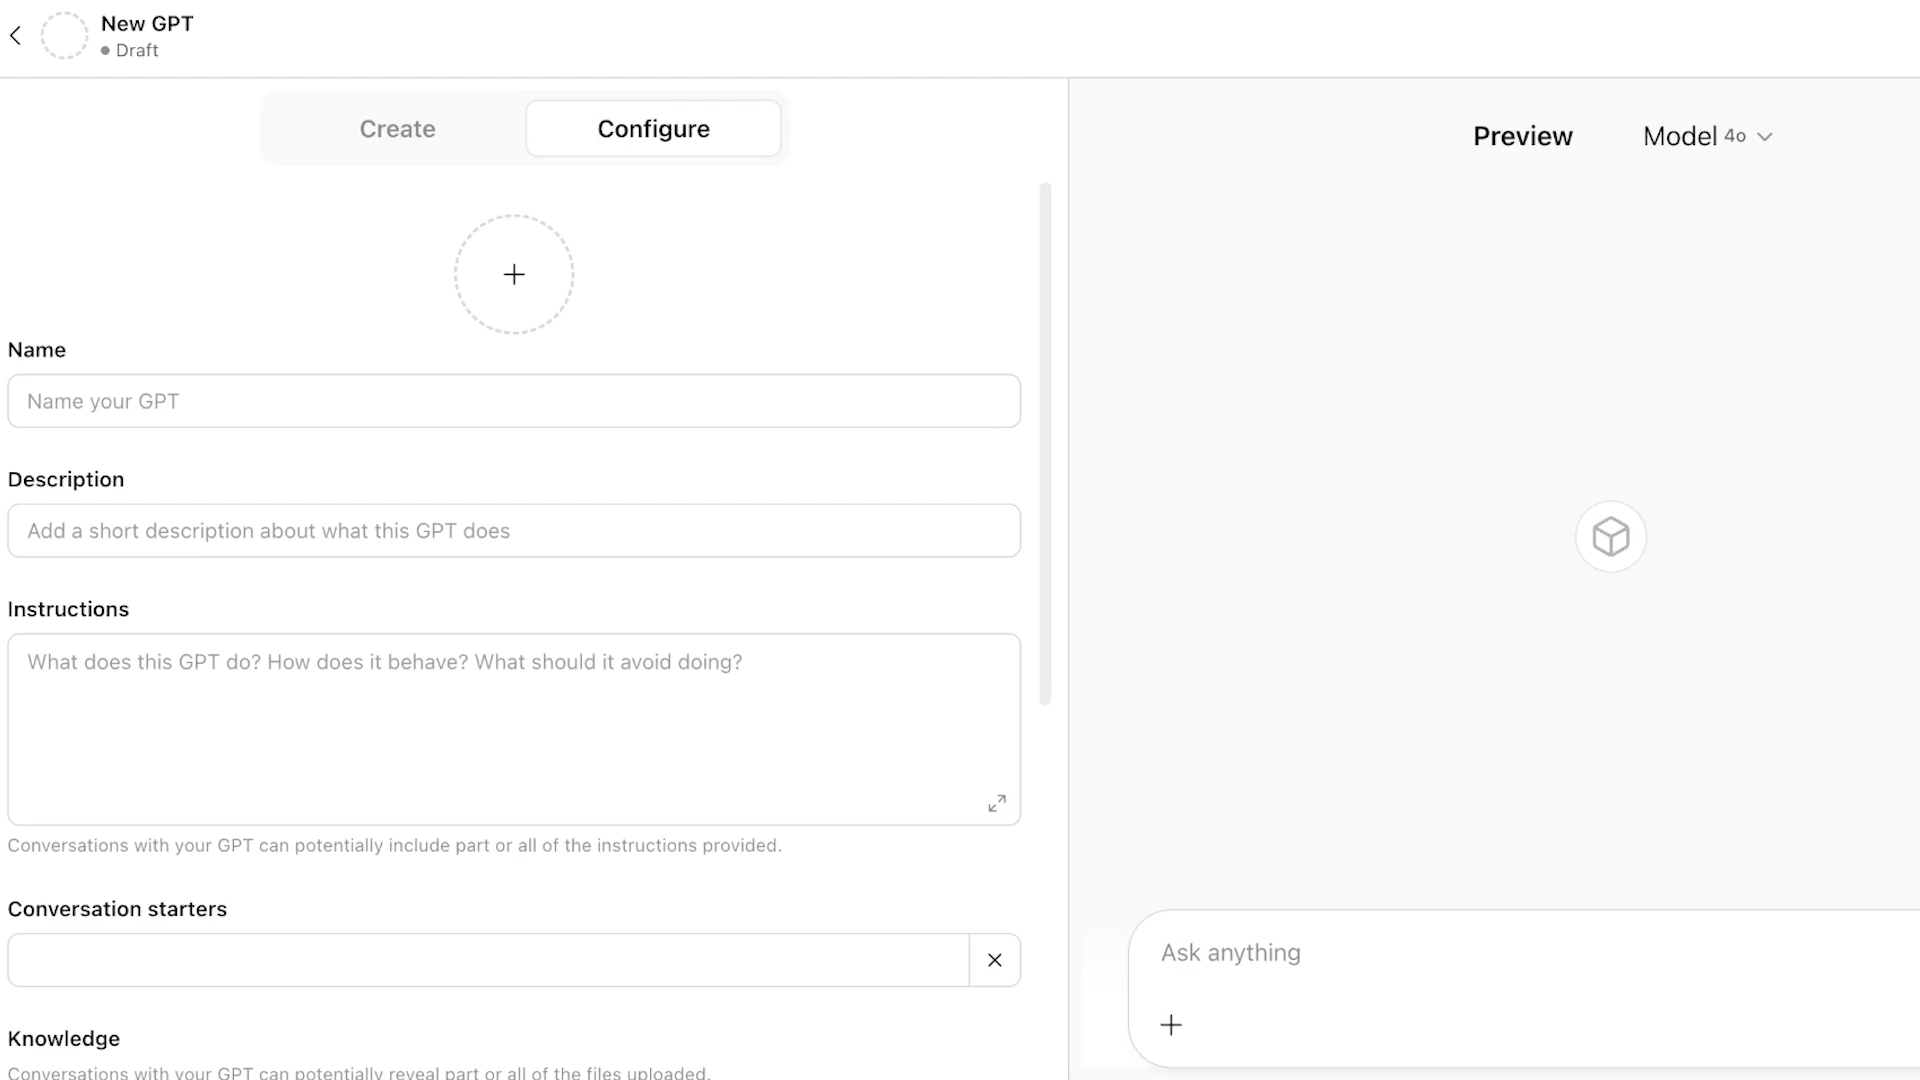 New GPT
Draft
Create
Configure
Preview
Model 4o
Name
Name your GPT
Description
Add a short description about what this GPT does
Instructions
What does this GPT do? How does it behave? What should it avoid doing?
Conversations with your GPT can potentially include part or all of the instructions provided.
Conversation starters
Ask anything
Knowledge
Conversations with your GPT can potentially reveal part or all of the files uploaded.